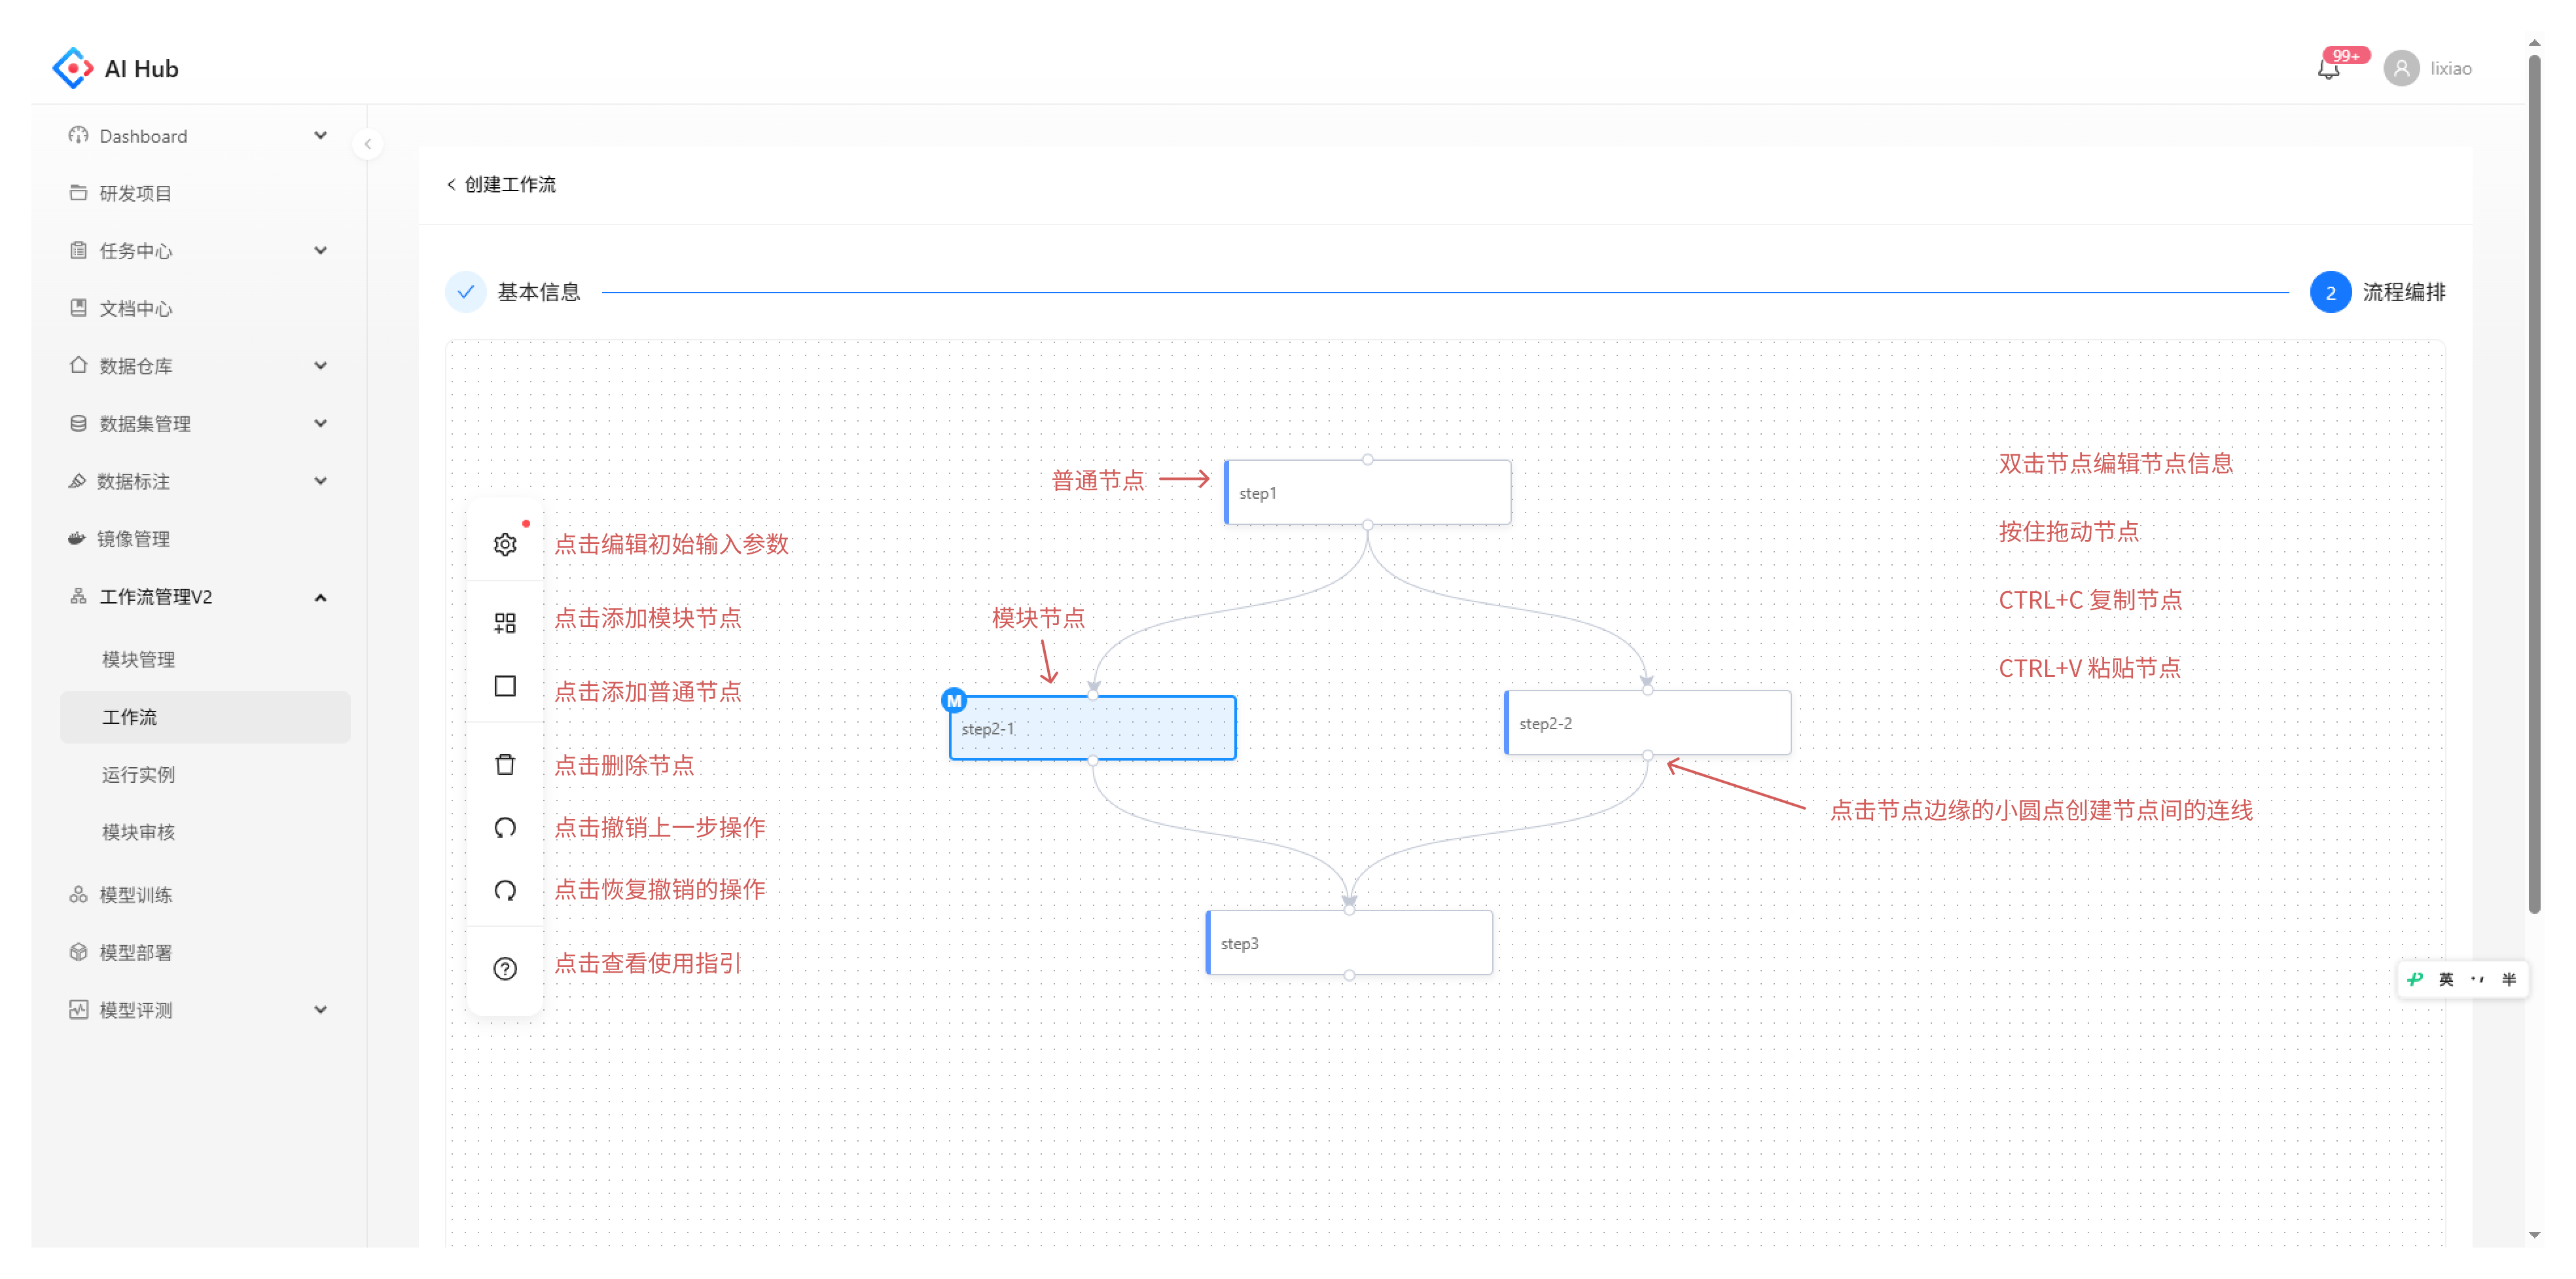 AI Hub
99+
lixiao
Dashboard
研发项目
任务中心
文档中心
数据仓库
数据集管理
数据标注
镜像管理
工作流管理V2
模块管理
工作流
运行实例
模块审核
模型训练
模型部署
模型评测
创建工作流
基本信息
2 流程编排
点击编辑初始输入参数
点击添加模块节点
点击添加普通节点
点击删除节点
点击撤销上一步操作
点击恢复撤销的操作
点击查看使用指引
普通节点
step1
模块节点
M
step2-1
step2-2
step3
双击节点编辑节点信息
按住拖动节点
CTRL+C 复制节点
CTRL+V 粘贴节点
点击节点边缘的小圆点创建节点间的连线
英 半